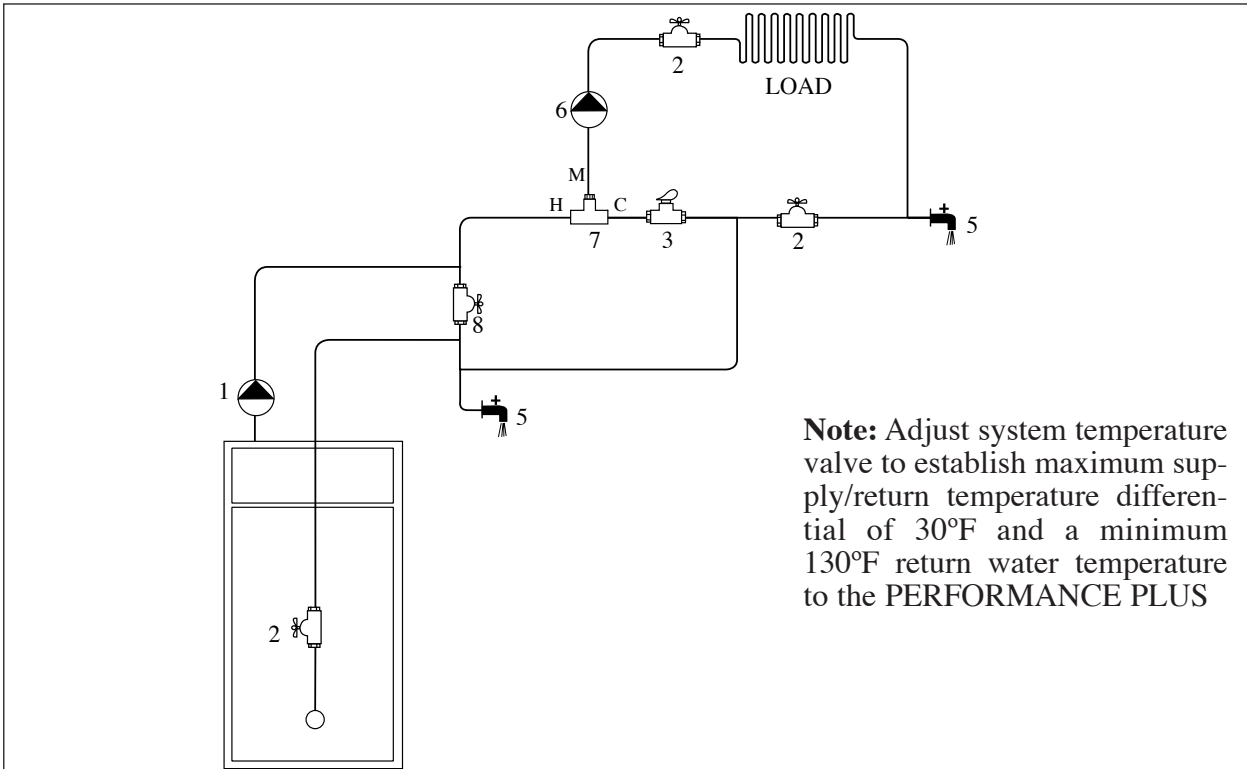 2
LOAD
6
M
H
C
7
3
2
5
8
1
5
Note: Adjust system temperature
valve to establish maximum sup-
ply/return temperature differen-
tial of 30ºF and a minimum
130ºF return water temperature
to the PERFORMANCE PLUS
2